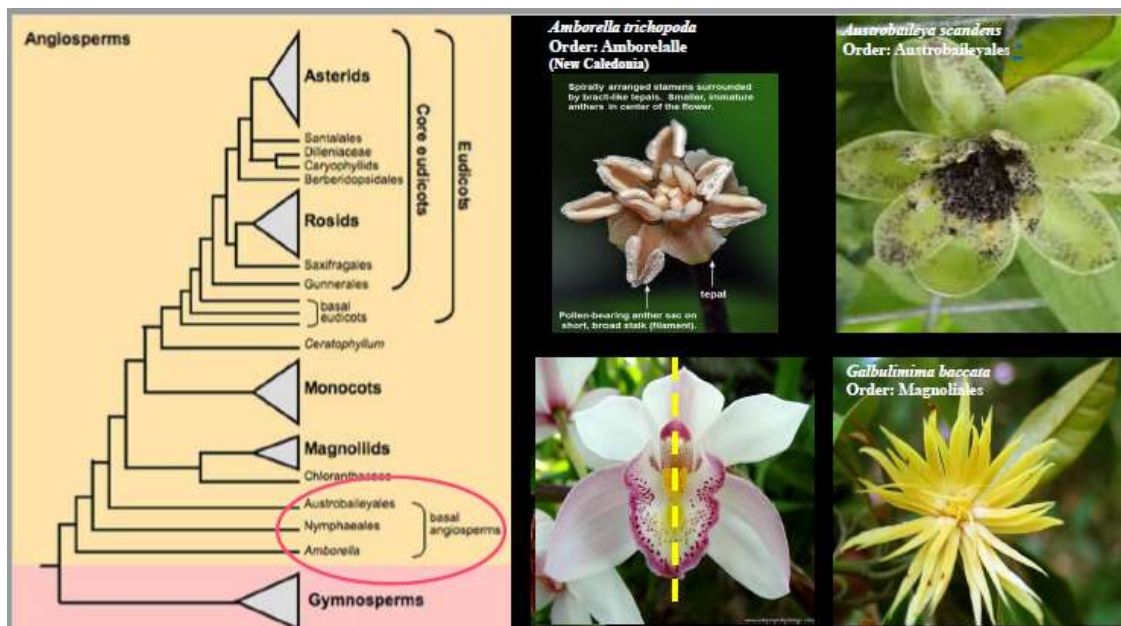 Angiosperms
Asterids
Santalales
Dilleniaceae
Caryophyllids
Berberidopsidales
Rosids
Saxifragales
Gunnerales
basal
eudicots
Ceratophyllum
Monocots
Magnoliids
Chloranthaceae
Austrobaileyales
Nymphaeales
Amborella
basal
angiosperms
Gymnosperms
Core eudicots
Eudicots
Amborella trichopoda
Order: Amborelalle
(New Caledonia)
Spirally arranged stamens surrounded
by bract-like tepals. Smaller, immature
anthers in center of the flower.
tepal
Pollen-bearing anther sac on
short, broad stalk (filament).
Austrobaileya scandens
Order: Austrobaileyales
Galbulimima baccata
Order: Magnoliales